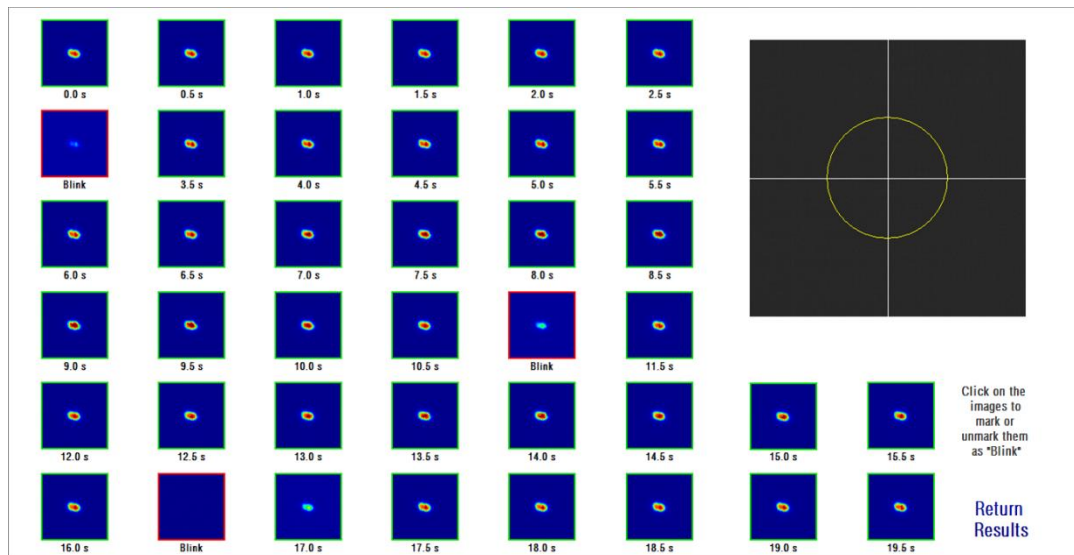 0.0 s 0.5 s 1.0 s 1.5 s 2.0 s 2.5 s
Blink 3.5 s 4.0 s 4.5 s 5.0 s 5.5 s
6.0 s 6.5 s 7.0 s 7.5 s 8.0 s 8.5 s
9.0 s 9.5 s 10.0 s 10.5 s Blink 11.5 s
12.0 s 12.5 s 13.0 s 13.5 s 14.0 s 14.5 s 15.0 s 15.5 s
Click on the
images to
mark or
unmark them
as "Blink"
16.0 s Blink 17.0 s 17.5 s 18.0 s 18.5 s 19.0 s 19.5 s
Return
Results